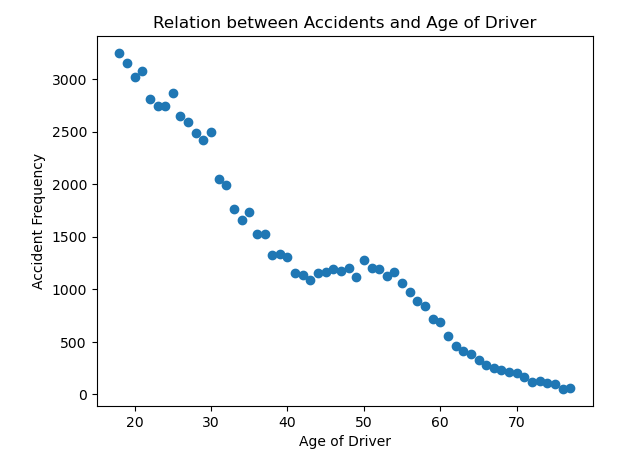 Relation between Accidents and Age of Driver
3000
2500
2000
1500
1000
500
0
Accident Frequency
20 30 40 50 60 70
Age of Driver